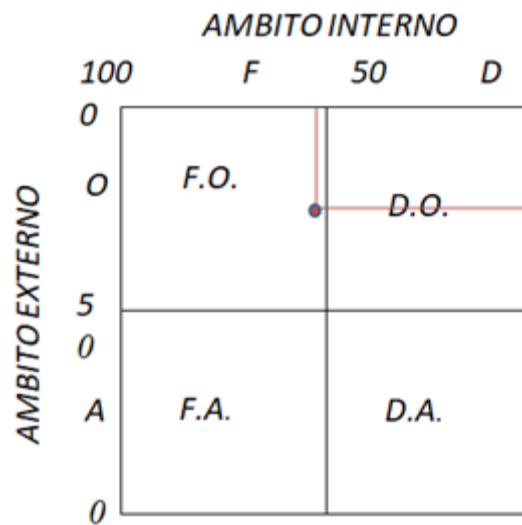 AMBITO INTERNO
100 F 50 D
0
O F.O. D.O.
AMBITO EXTERNO
5
0
A F.A. D.A.
0